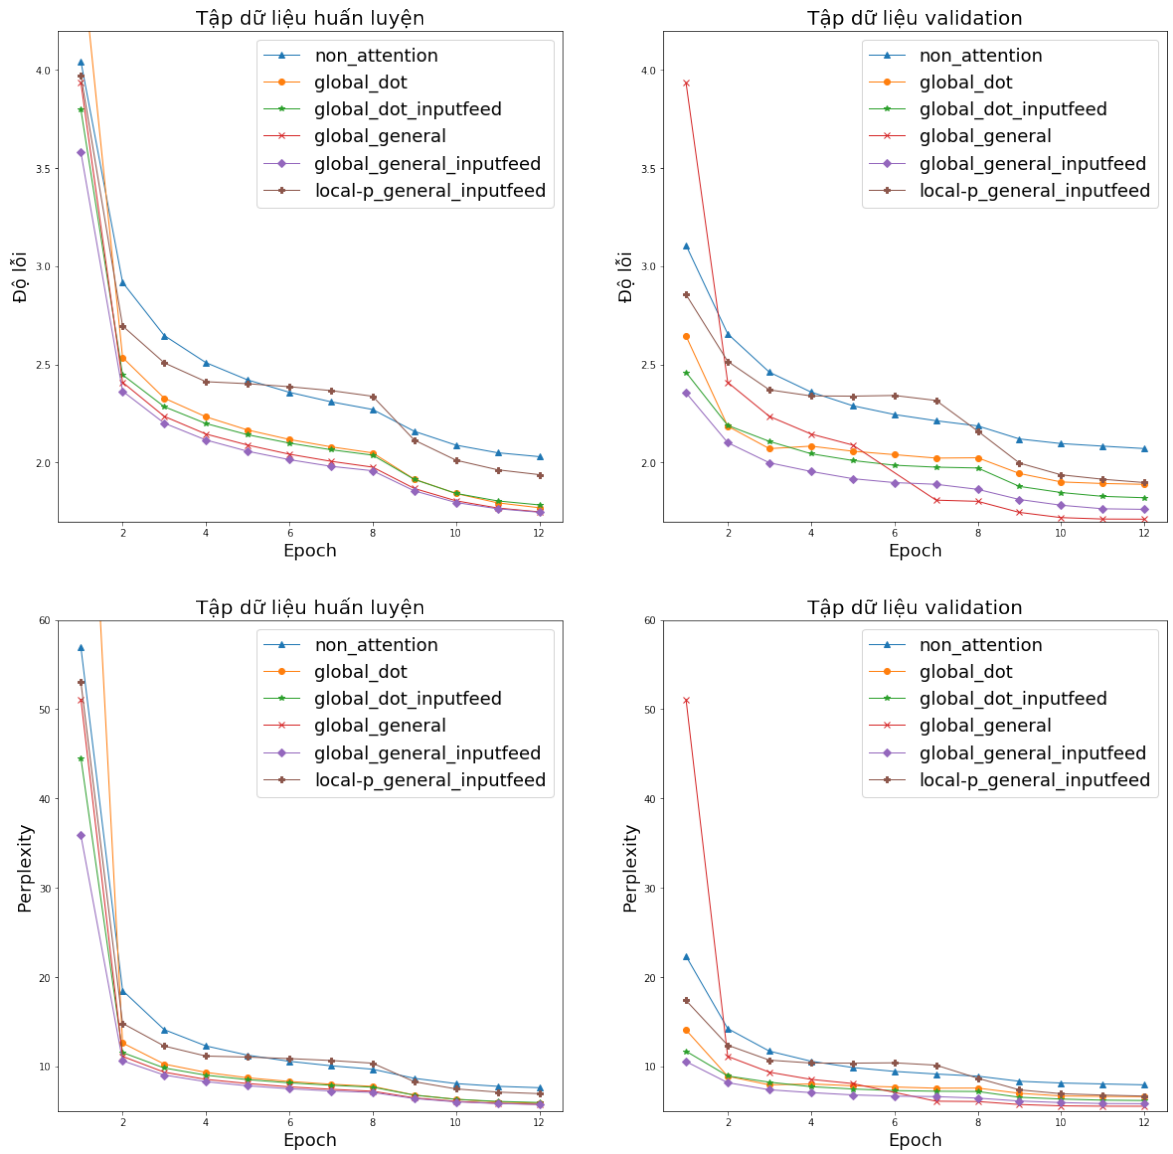 Tập dữ liệu huấn luyện
non_attention
global_dot
global_dot_inputfeed
global_general
global_general_inputfeed
local-p_general_inputfeed
4.0
3.5
3.0
2.5
2.0
Độ lỗi
2 4 6 8 10 12
Epoch
Tập dữ liệu validation
non_attention
global_dot
global_dot_inputfeed
global_general
global_general_inputfeed
local-p_general_inputfeed
4.0
3.5
3.0
2.5
2.0
Độ lỗi
2 4 6 8 10 12
Epoch
Tập dữ liệu huấn luyện
non_attention
global_dot
global_dot_inputfeed
global_general
global_general_inputfeed
local-p_general_inputfeed
60
50
40
30
20
10
Perplexity
2 4 6 8 10 12
Epoch
Tập dữ liệu validation
non_attention
global_dot
global_dot_inputfeed
global_general
global_general_inputfeed
local-p_general_inputfeed
60
50
40
30
20
10
Perplexity
2 4 6 8 10 12
Epoch